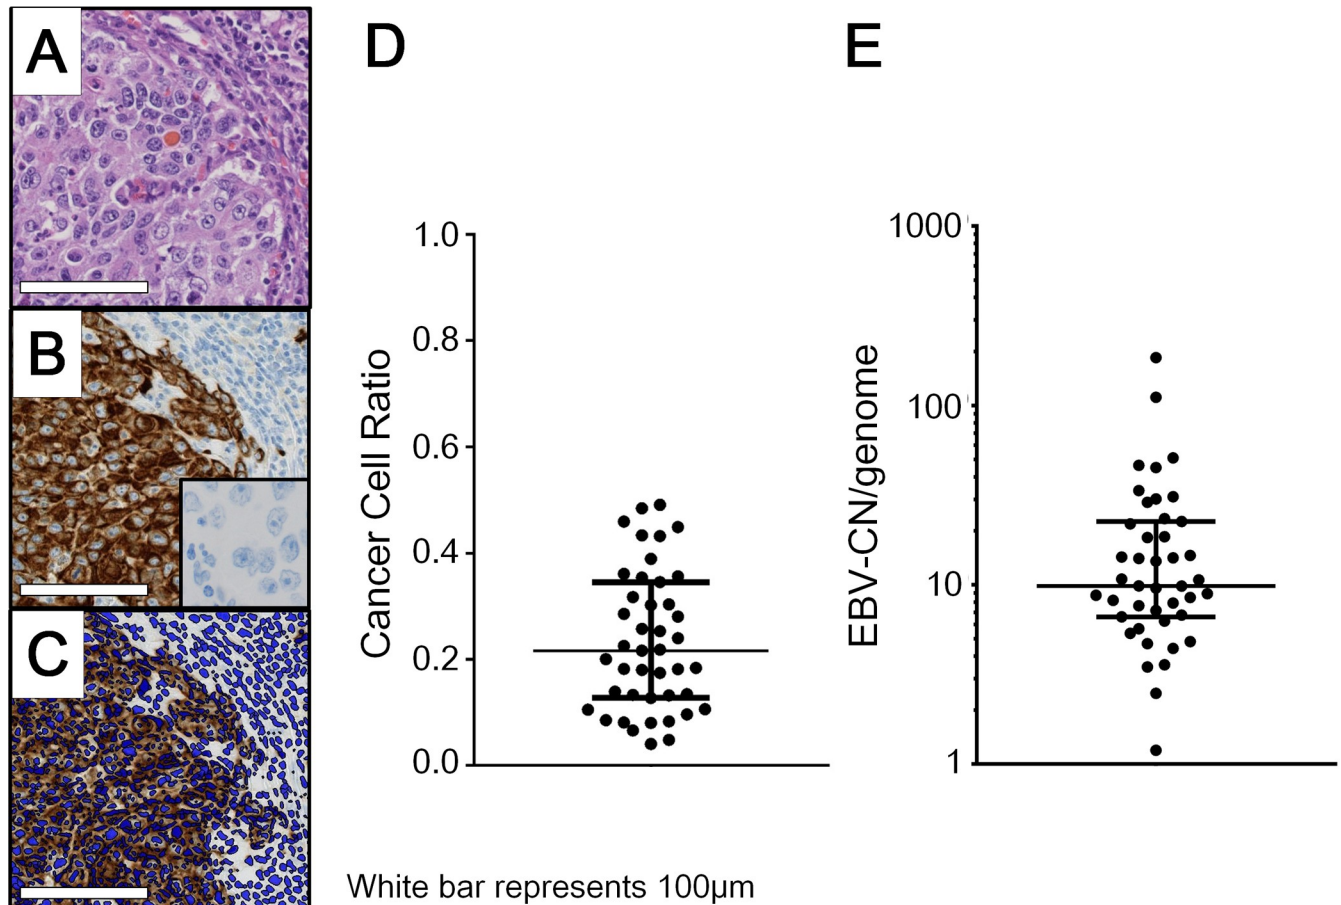 A
B
C
D
Cancer Cell Ratio
1.0
0.8
0.6
0.4
0.2
0.0
E
EBV-CN/genome
1000
100
10
1
White bar represents 100μm